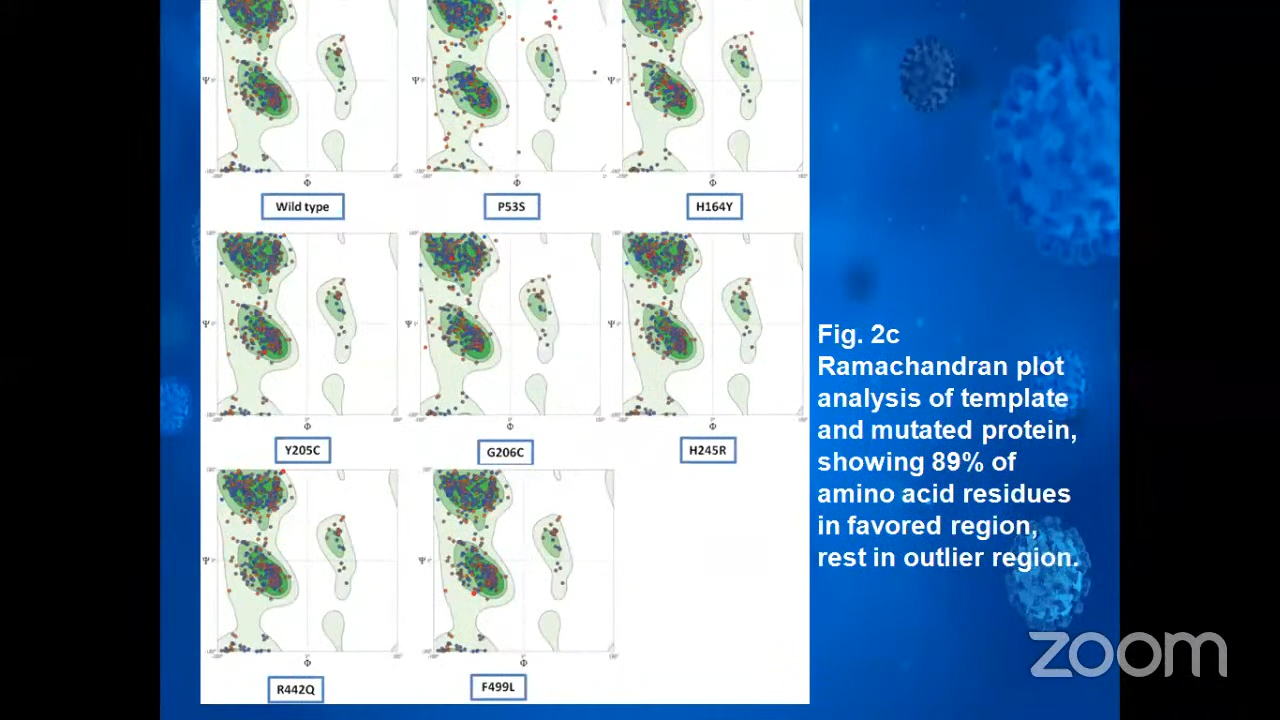 Ψ
Ψ
Ψ
Φ
Φ
Φ
Wild type
P53S
H164Y
Ψ
Ψ
Ψ
Φ
Φ
Φ
Y205C
G206C
H245R
Ψ
Ψ
Φ
Φ
R442Q
F499L
Fig. 2c
Ramachandran plot
analysis of template
and mutated protein,
showing 89% of
amino acid residues
in favored region,
rest in outlier region.
zoom